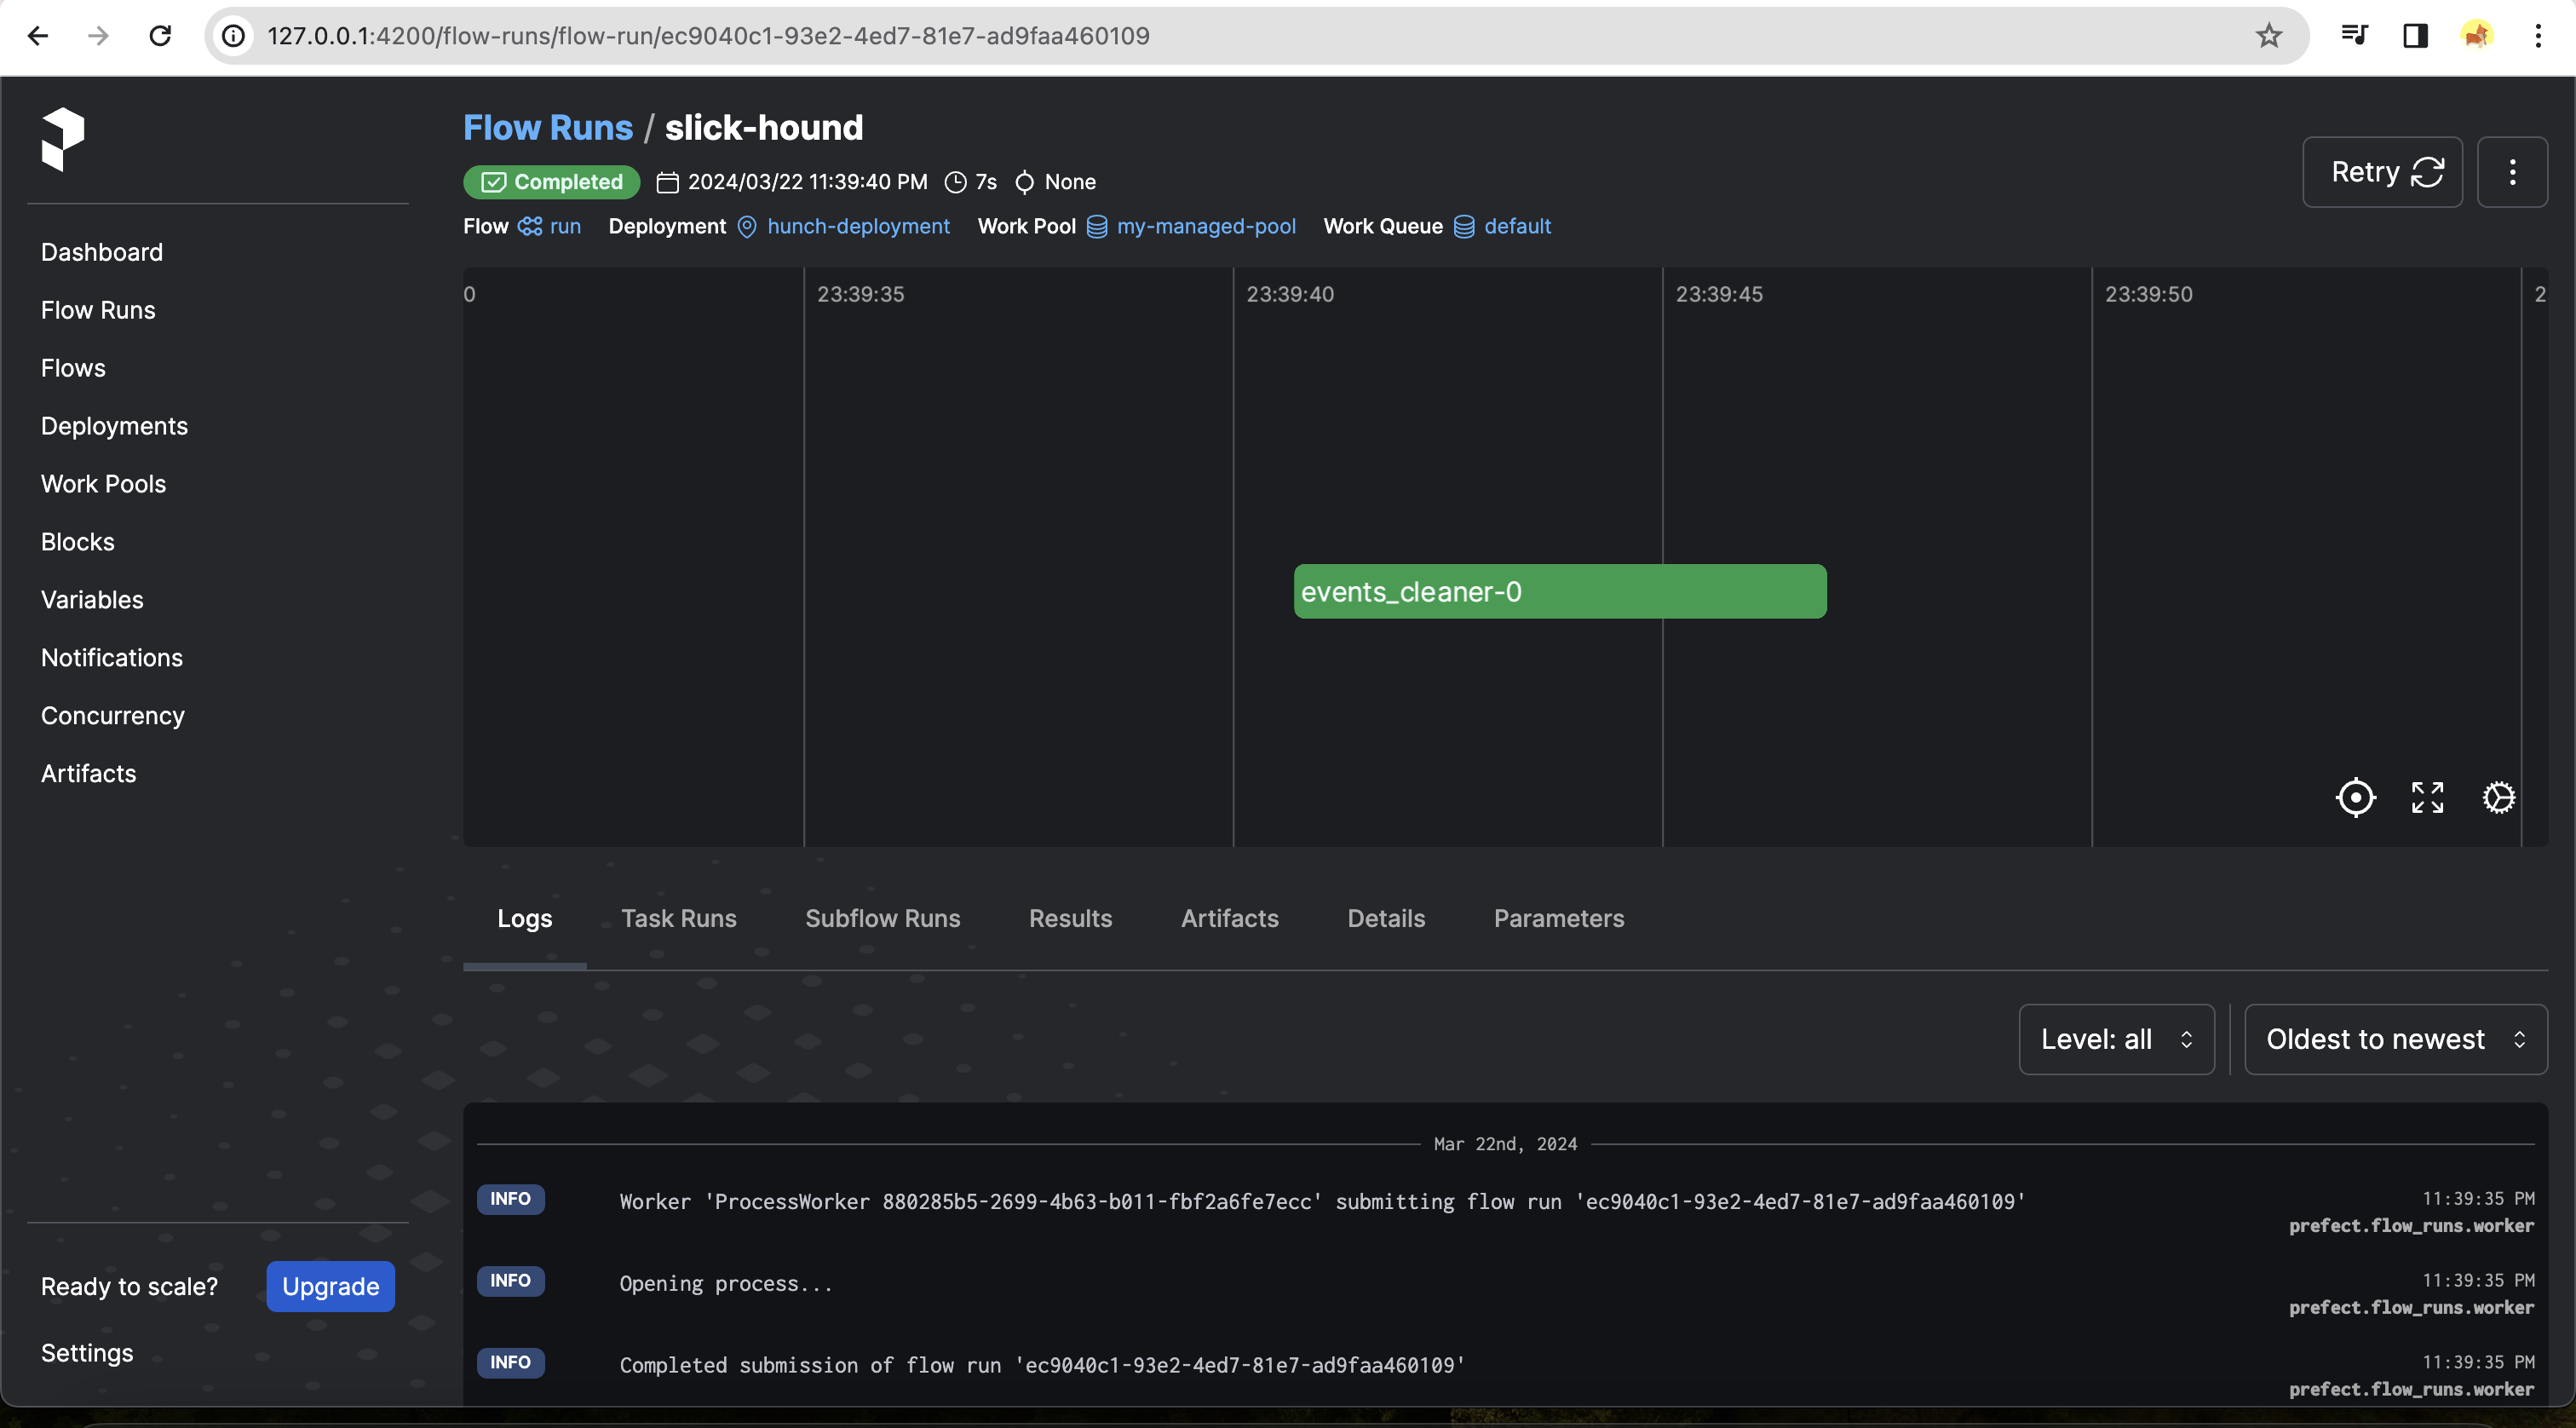 127.0.0.1:4200/flow-runs/flow-run/ec9040c1-93e2-4ed7-81e7-ad9faa460109
Flow Runs / slick-hound
Completed 2024/03/22 11:39:40 PM 7s None
Flow run Deployment hunch-deployment Work Pool my-managed-pool Work Queue default
Retry
Dashboard
Flow Runs
Flows
Deployments
Work Pools
Blocks
Variables
Notifications
Concurrency
Artifacts
Ready to scale? Upgrade
Settings
0 23:39:35 23:39:40 23:39:45 23:39:50 2
events_cleaner-0
Logs Task Runs Subflow Runs Results Artifacts Details Parameters
Level: all Oldest to newest
Mar 22nd, 2024
INFO Worker 'ProcessWorker 880285b5-2699-4b63-b011-fbf2a6fe7ecc' submitting flow run 'ec9040c1-93e2-4ed7-81e7-ad9faa460109' 11:39:35 PM
prefect.flow_runs.worker
INFO Opening process... 11:39:35 PM
prefect.flow_runs.worker
INFO Completed submission of flow run 'ec9040c1-93e2-4ed7-81e7-ad9faa460109' 11:39:35 PM
prefect.flow_runs.worker